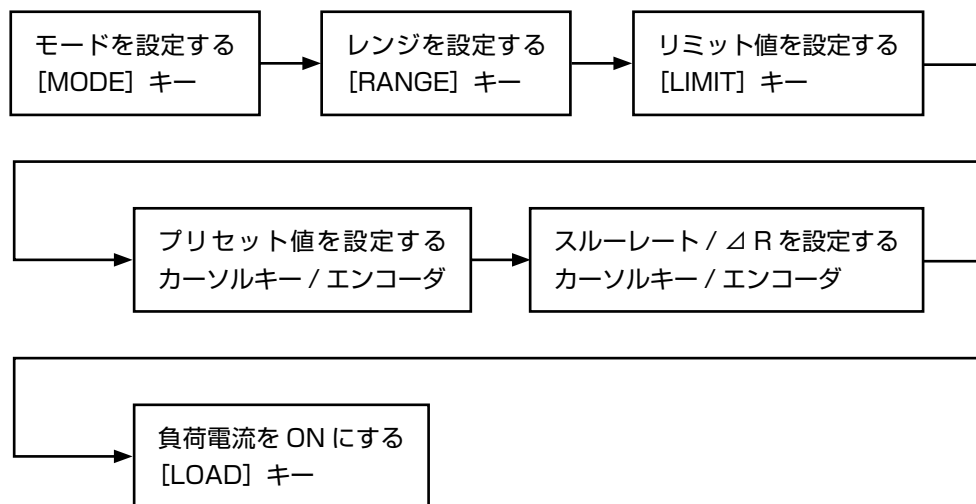 モードを設定する
［MODE］キー
レンジを設定する
［RANGE］キー
リミット値を設定する
［LIMIT］キー
プリセット値を設定する
カーソルキー / エンコーダ
スルーレート / ⊿ R を設定する
カーソルキー / エンコーダ
負荷電流を ON にする
［LOAD］キー